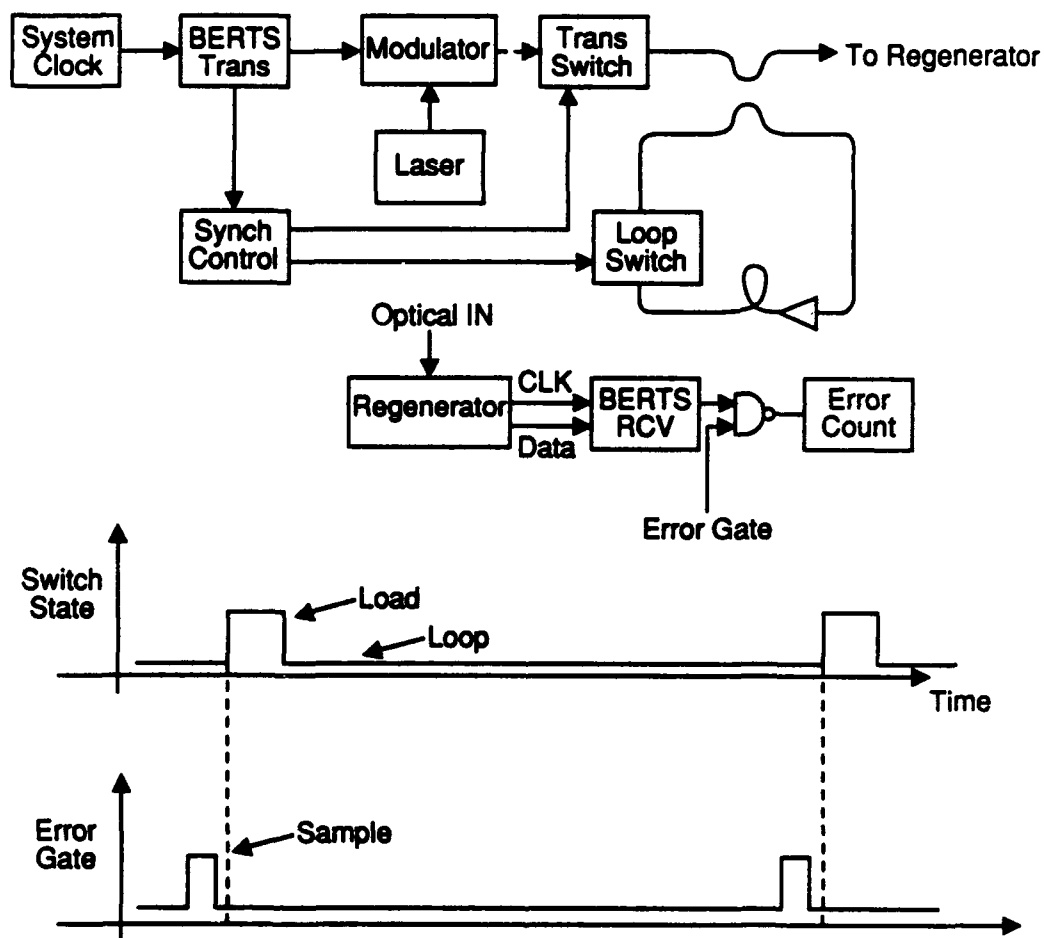 System
Clock
BERTS
Trans
Modulator
Trans
Switch
To Regenerator
Laser
Synch
Control
Loop
Switch
Optical IN
Regenerator
CLK
Data
BERTS
RCV
Error
Count
Error Gate
Switch
State
Load
Loop
Time
Error
Gate
Sample